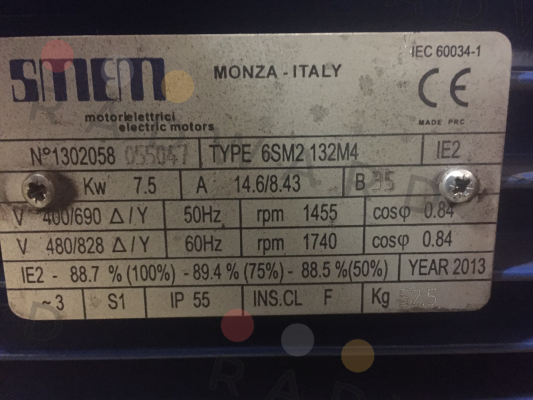 IEC 60034-1
SMEM
MONZA - ITALY
CE
motorielettrici
electric motors
MADE PRC
N°1302058 055047 TYPE 6SM2 132M4 IE2
Kw 7.5 A 14.6/8.43 B 35
V 400/690 Δ/Y 50Hz rpm 1455 cosφ 0.84
V 480/828 Δ/Y 60Hz rpm 1740 cosφ 0.84
IE2 - 88.7 %(100%) - 89.4 %(75%) - 88.5 %(50%) YEAR 2013
~3 S1 IP 55 INS.CL F Kg